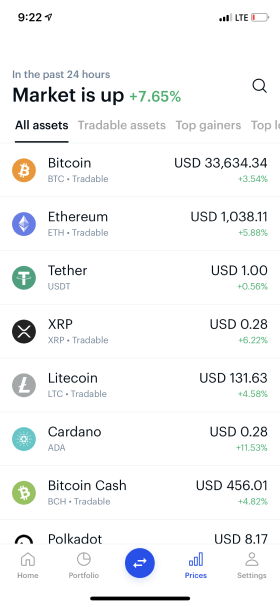 9:22
LTE
In the past 24 hours
Market is up +7.65%
All assets Tradable assets Top gainers Top lo
Bitcoin USD 33,634.34
BTC • Tradable +3.54%
Ethereum USD 1,038.11
ETH • Tradable +5.88%
Tether USD 1.00
USDT +0.56%
XRP USD 0.28
XRP • Tradable +6.22%
Litecoin USD 131.63
LTC • Tradable +4.58%
Cardano USD 0.28
ADA +11.53%
Bitcoin Cash USD 456.01
BCH • Tradable +4.82%
Polkadot USD 8.17
Home Portfolio Prices Settings